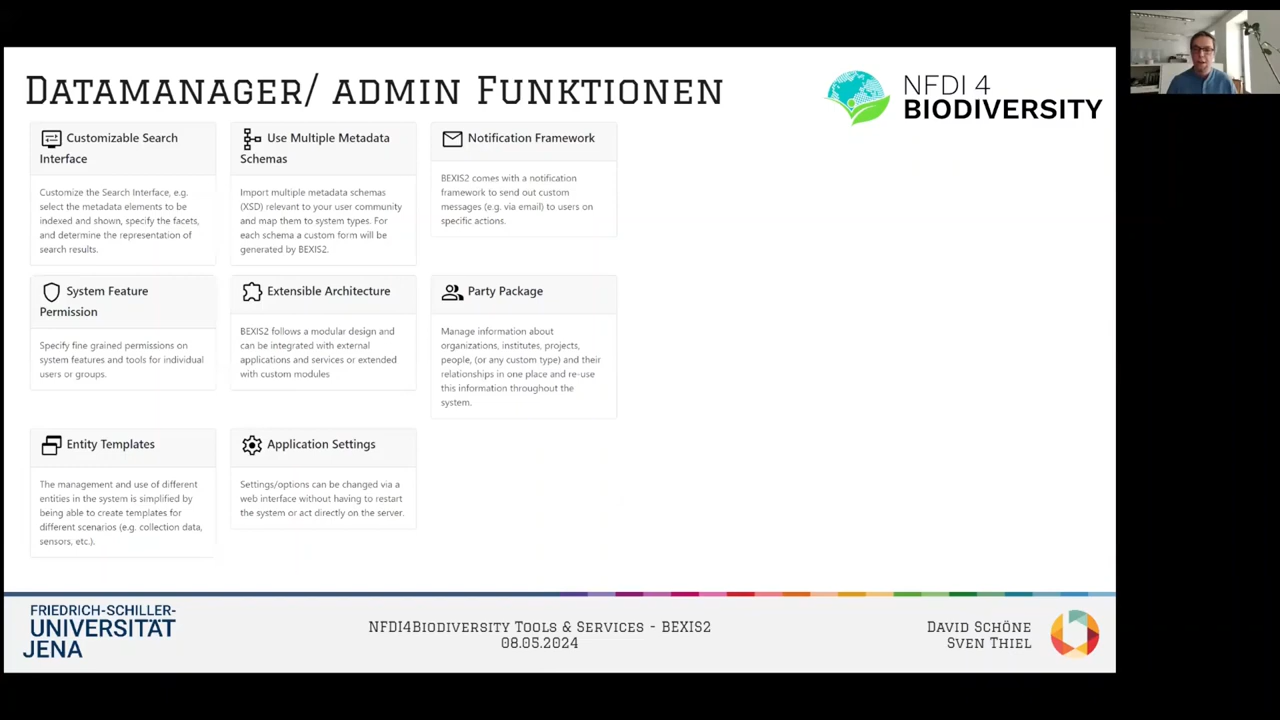 Datamanager/ admin Funktionen
NFDI 4
BIODIVERSITY
Customizable Search
Interface
Customize the Search Interface, e.g.
select the metadata elements to be
indexed and shown, specify the facets,
and determine the representation of
search results.
Use Multiple Metadata
Schemas
Import multiple metadata schemas
(XSD) relevant to your user community
and map them to system types. For
each schema a custom form will be
generated by BEXIS2.
Notification Framework
BEXIS2 comes with a notification
framework to send out custom
messages (e.g. via email) to users on
specific actions.
System Feature
Permission
Specify fine grained permissions on
system features and tools for individual
users or groups.
Extensible Architecture
BEXIS2 follows a modular design and
can be integrated with external
applications and services or extended
with custom modules
Party Package
Manage information about
organizations, institutes, projects,
people, (or any custom type) and their
relationships in one place and re-use
this information throughout the
system.
Entity Templates
The management and use of different
entities in the system is simplified by
being able to create templates for
different scenarios (e.g. collection data,
sensors, etc.).
Application Settings
Settings/options can be changed via a
web interface without having to restart
the system or act directly on the server.
FRIEDRICH-SCHILLER-
UNIVERSITÄT
JENA
NFDI4Biodiversity Tools & Services - BEXIS2
08.05.2024
David Schöne
Sven Thiel